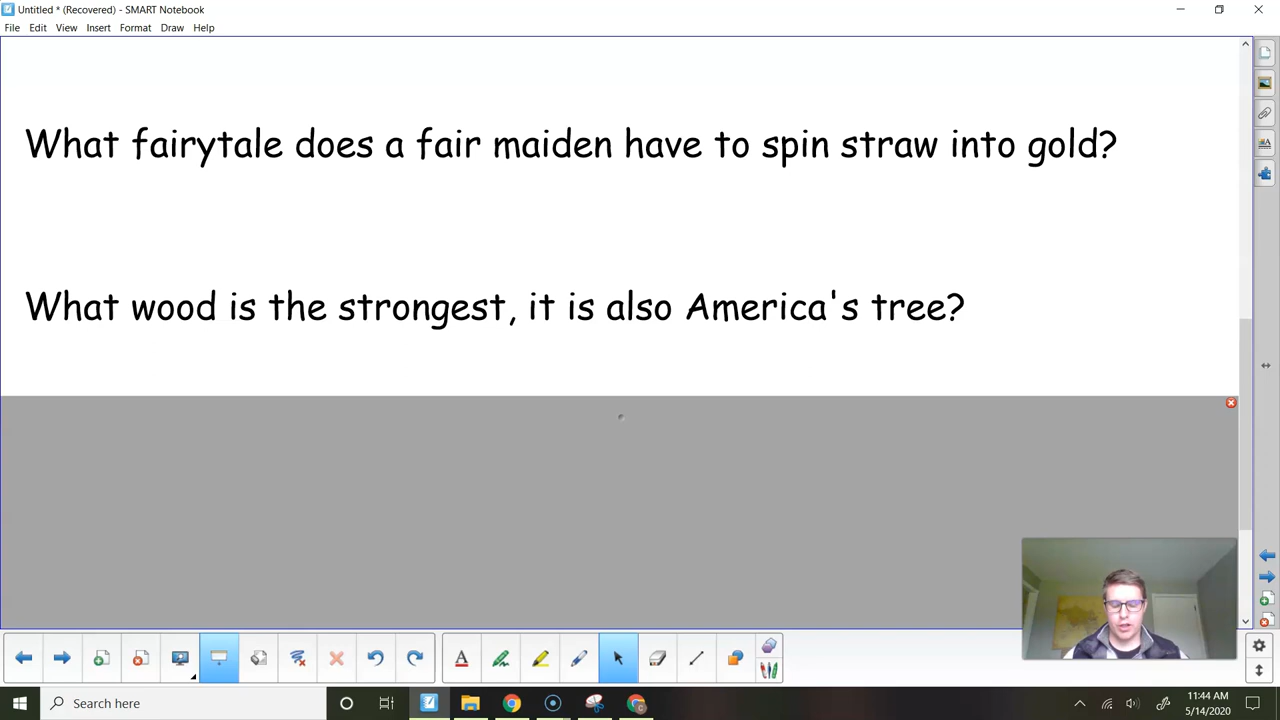 Untitled * (Recovered) - SMART Notebook
File Edit View Insert Format Draw Help
What fairytale does a fair maiden have to spin straw into gold?
What wood is the strongest, it is also America's tree?
Search here
11:44 AM
5/14/2020